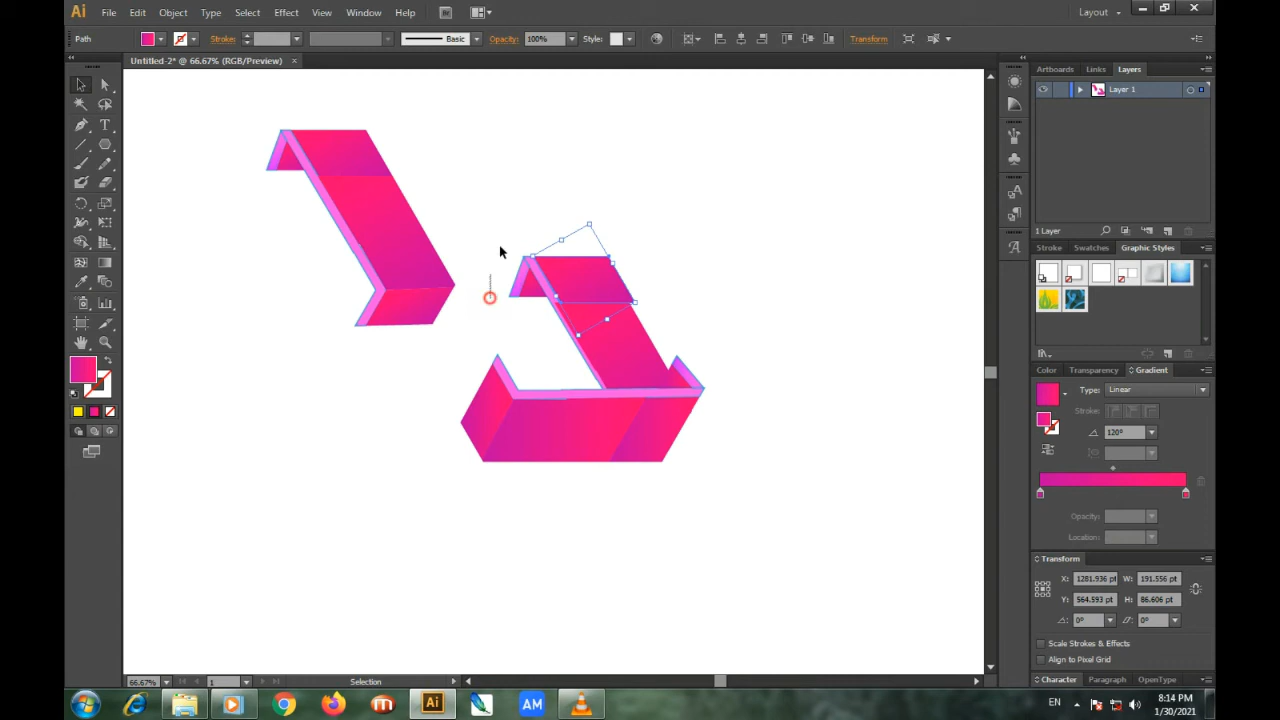 Ai File Edit Object Type Select Effect View Window Help Br Layout
Path Stroke: Basic Opacity: 100% Style: Transform
Untitled-2* @ 66.67% (RGB/Preview) ×
Artboards Links Layers
Layer 1
1 Layer
Stroke Swatches Graphic Styles
Color Transparency Gradient
Type: Linear
Stroke:
120°
Opacity:
Location:
Transform
X: 1281.936 pt W: 191.556 pt
Y: 564.593 pt H: 86.606 pt
0° 0°
Scale Strokes & Effects
Align to Pixel Grid
Character Paragraph OpenType
66.67% 1 Selection
Ai AM EN 8:14 PM
1/30/2021